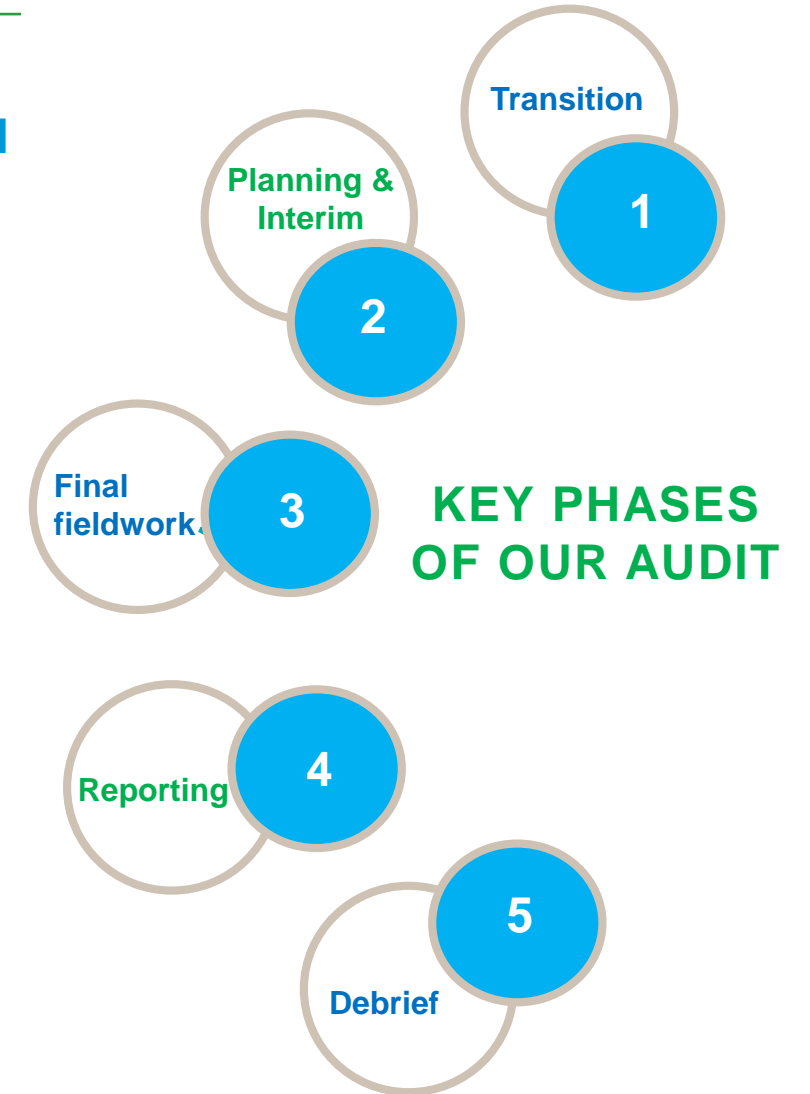 Transition
1
Planning &
Interim
2
Final
fieldwork
3
KEY PHASES
OF OUR AUDIT
Reporting
4
5
Debrief